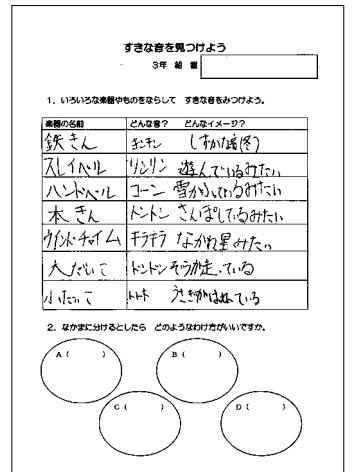 すきな音を見つけよう
3年 組 番
1. いろいろな楽器やものをならして すきな音をみつけよう。
楽器の名前 どんな音? どんなイメージ?
鉄きん キンキン しずかな音(冬)
スレイベル リンリン 遊んでいるみたい
ハンドベル コーン 雪がふっているみたい
木きん トントン さんぽしているみたい
ウインドチャイム キラキラ ながれ星みたい
大だいこ ドンドン ぞうが走っている
小だいこ トトト うさぎがはねている
2. なかまに分けるとしたら どのようなわけ方がいいですか。
A ( ) B ( )
C ( ) D ( )